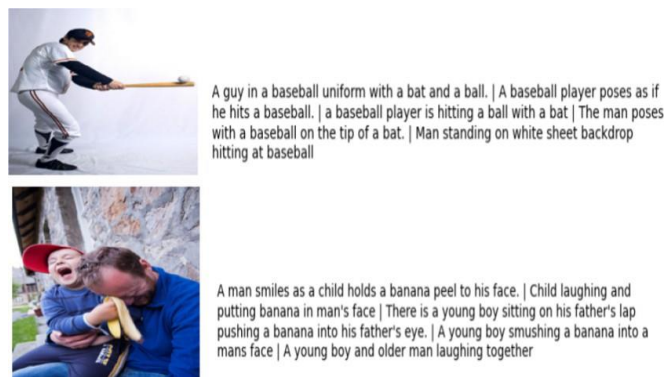 A guy in a baseball uniform with a bat and a ball. | A baseball player poses as if
he hits a baseball. | a baseball player is hitting a ball with a bat | The man poses
with a baseball on the tip of a bat. | Man standing on white sheet backdrop
hitting at baseball
A man smiles as a child holds a banana peel to his face. | Child laughing and
putting banana in man's face | There is a young boy sitting on his father's lap
pushing a banana into his father's eye. | A young boy smushing a banana into a
mans face | A young boy and older man laughing together